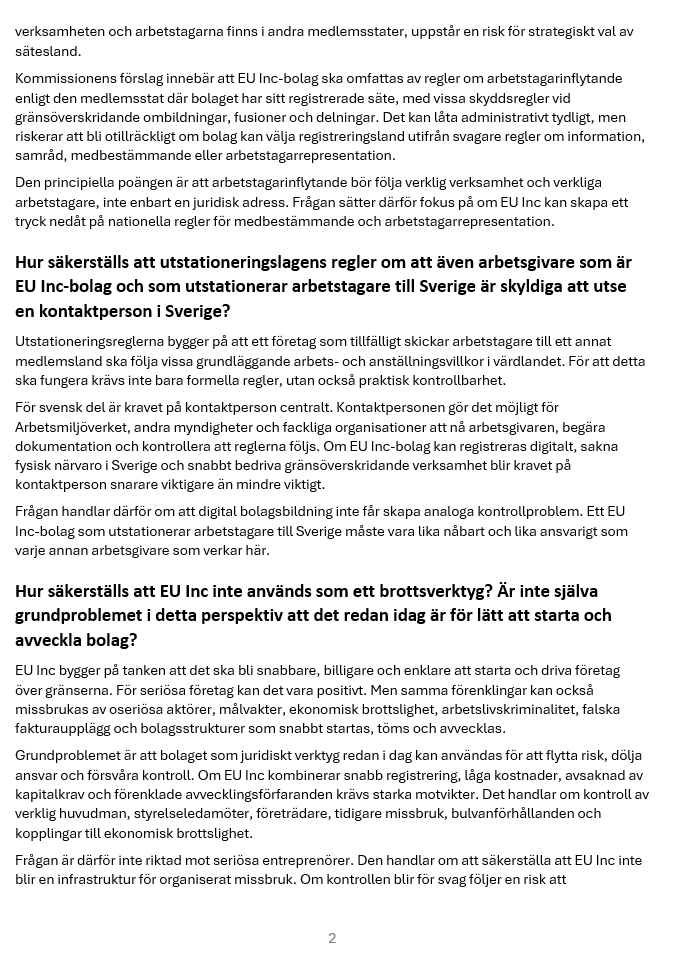 verksamheten och arbetstagarna finns i andra medlemsstater, uppstår en risk för strategiskt val av
sätesland.
Kommissionens förslag innebär att EU Inc-bolag ska omfattas av regler om arbetstagarinflytande
enligt den medlemsstat där bolaget har sitt registrerade säte, med vissa skyddsregler vid
gränsöverskridande ombildningar, fusioner och delningar. Det kan låta administrativt tydligt, men
riskerar att bli otillräckligt om bolag kan välja registreringsland utifrån svagare regler om information,
samråd, medbestämmande eller arbetstagarrepresentation.
Den principiella poängen är att arbetstagarinflytande bör följa verklig verksamhet och verkliga
arbetstagare, inte enbart en juridisk adress. Frågan sätter därför fokus på om EU Inc kan skapa ett
tryck nedåt på nationella regler för medbestämmande och arbetstagarrepresentation.
Hur säkerställs att utstationeringslagens regler om att även arbetsgivare som är
EU Inc-bolag och som utstationerar arbetstagare till Sverige är skyldiga att utse
en kontaktperson i Sverige?
Utstationeringsreglerna bygger på att ett företag som tillfälligt skickar arbetstagare till ett annat
medlemsland ska följa vissa grundläggande arbets- och anställningvillkor i värdlandet. För att detta
ska fungera krävs inte bara formella regler, utan också praktisk kontrollbarhet.
För svensk del är kravet på kontaktperson centralt. Kontaktpersonen gör det möjligt för
Arbetsmiljöverket, andra myndigheter och fackliga organisationer att nå arbetsgivaren, begära
dokumentation och kontrollera att reglerna följs. Om EU Inc-bolag kan registreras digitalt, sakna
fysisk närvaro i Sverige och snabbt bedriva gränsöverskridande verksamhet blir kravet på
kontaktperson snarare viktigare än mindre viktigt.
Frågan handlar därför om att digital bolagsbildning inte får skapa analoga kontrollproblem. Ett EU
Inc-bolag som utstationerar arbetstagare till Sverige måste vara lika nåbart och lika ansvarigt som
varje annan arbetsgivare som verkar här.
Hur säkerställs att EU Inc inte används som ett brottsverktyg? Är inte själva
grundproblemet i detta perspektiv att det redan idag är för lätt att starta och
avveckla bolag?
EU Inc bygger på tanken att det ska bli snabbare, billigare och enklare att starta och driva företag
över gränserna. För seriösa företag kan det vara positivt. Men samma förenklingar kan också
missbrukas av oseriösa aktörer, målvakter, ekonomisk brottslighet, arbetslivskriminalitet, falska
fakturaupplägg och bolagsstrukturer som snabbt startas, töms och avvecklas.
Grundproblemet är att bolaget som juridiskt verktyg redan i dag kan användas för att flytta risk, dölja
ansvar och försvåra kontroll. Om EU Inc kombinerar snabb registrering, låga kostnader, avsaknad av
kapitalkrav och förenklade avvecklingsförfaranden krävs starka motvikter. Det handlar om kontroll av
verklig huvudman, styrelseledamöter, företrädare, tidigare missbruk, bulvanförhållanden och
kopplingar till ekonomisk brottslighet.
Frågan är därför inte riktad mot seriösa entreprenörer. Den handlar om att säkerställa att EU Inc inte
blir en infrastruktur för organiserat missbruk. Om kontrollen blir för svag följer en risk att
2